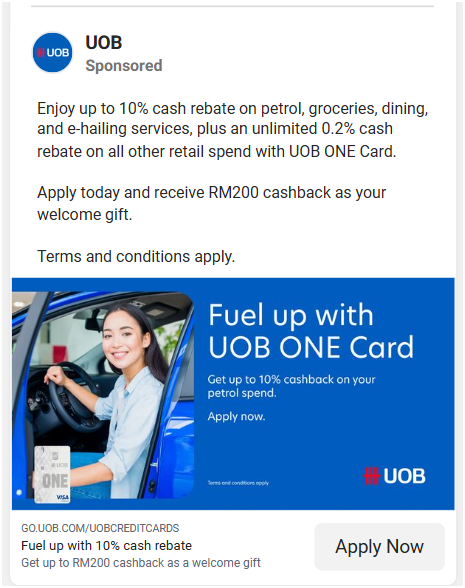 UOB
UOB
Sponsored
Enjoy up to 10% cash rebate on petrol, groceries, dining,
and e-hailing services, plus an unlimited 0.2% cash
rebate on all other retail spend with UOB ONE Card.
Apply today and receive RM200 cashback as your
welcome gift.
Terms and conditions apply.
Fuel up with
UOB ONE Card
Get up to 10% cashback on your
petrol spend.
Apply now.
UOB
ONE
VISA
Terms and conditions apply
UOB
GO.UOB.COM/UOBCREDITCARDS
Fuel up with 10% cash rebate
Get up to RM200 cashback as a welcome gift
Apply Now